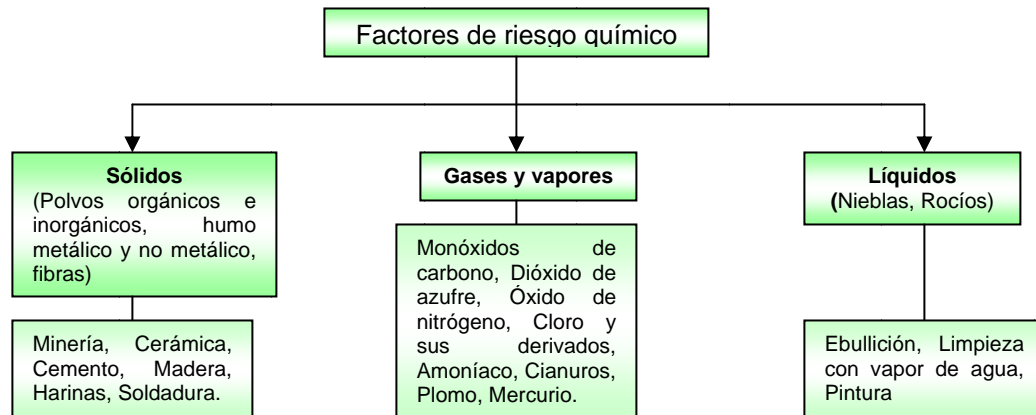 Factores de riesgo químico
Sólidos
(Polvos orgánicos e
inorgánicos, humo
metálico y no metálico,
fibras)
Minería, Cerámica,
Cemento, Madera,
Harinas, Soldadura.
Gases y vapores
Monóxidos de
carbono, Dióxido de
azufre, Óxido de
nitrógeno, Cloro y
sus derivados,
Amoníaco, Cianuros,
Plomo, Mercurio.
Líquidos
(Nieblas, Rocíos)
Ebullición, Limpieza
con vapor de agua,
Pintura